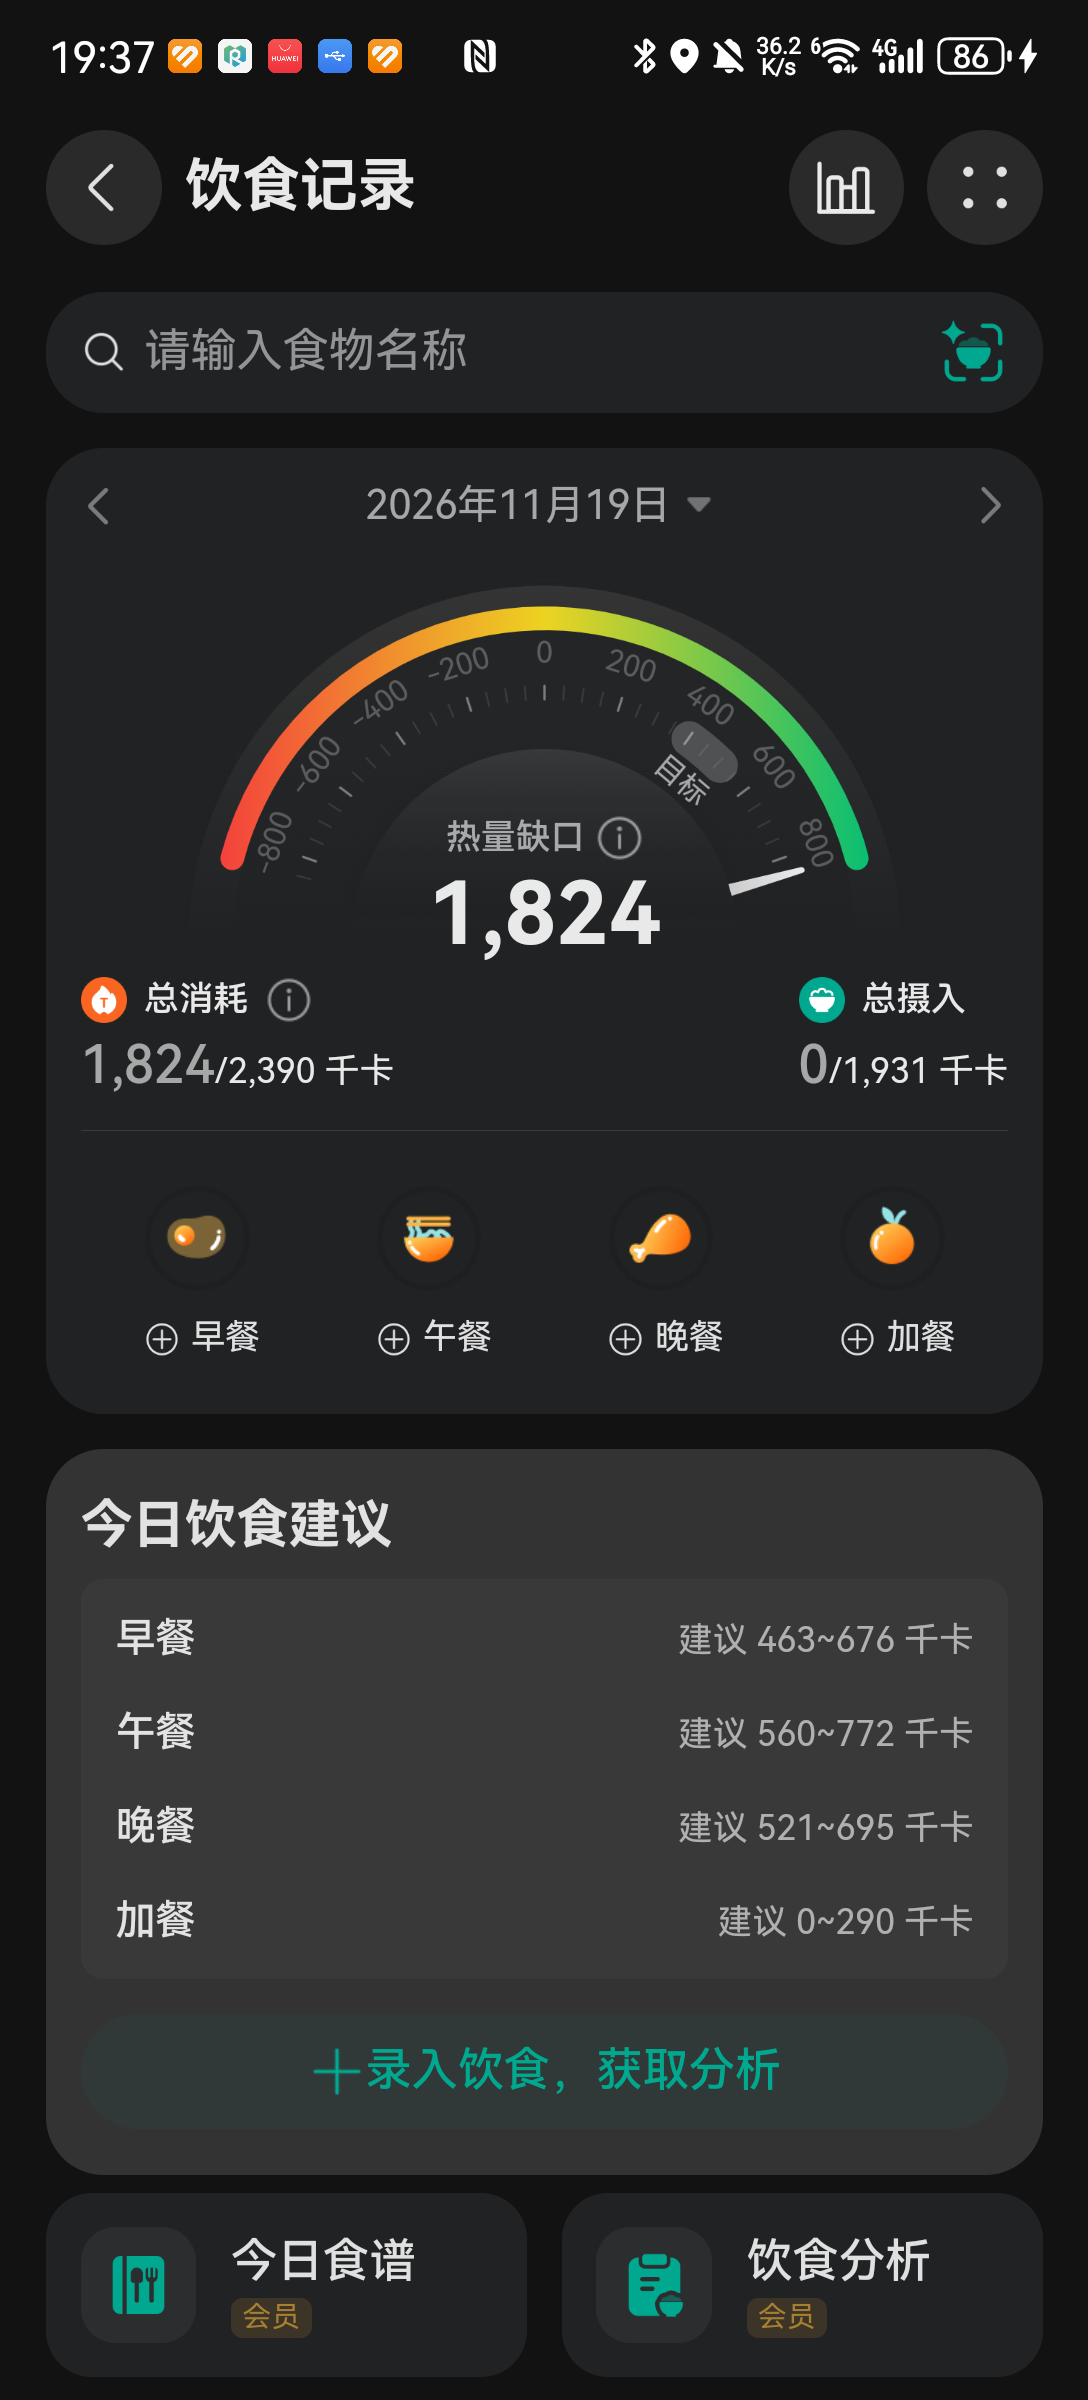 19:37 HUAWEI 36.2 K/s 6 4G 86
饮食记录
请输入食物名称
2026年11月19日
-800 -600 -400 -200 0 200 400 600 800
目标
热量缺口
1,824
总消耗 总摄入
1,824/2,390 千卡 0/1,931 千卡
早餐 午餐 晚餐 加餐
今日饮食建议
早餐 建议 463~676 千卡
午餐 建议 560~772 千卡
晚餐 建议 521~695 千卡
加餐 建议 0~290 千卡
+录入饮食，获取分析
今日食谱 饮食分析
会员 会员